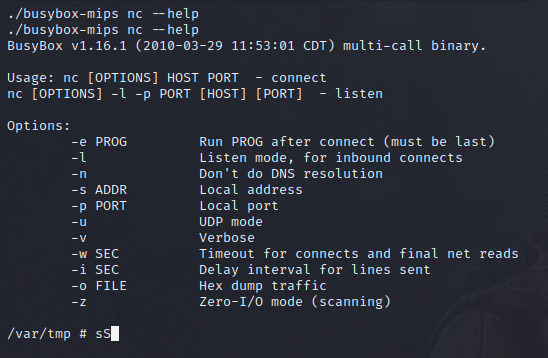 ./busybox-mips nc --help
./busybox-mips nc --help
BusyBox v1.16.1 (2010-03-29 11:53:01 CDT) multi-call binary.
Usage: nc [OPTIONS] HOST PORT  - connect
nc [OPTIONS] -l -p PORT [HOST] [PORT]  - listen
Options:
        -e PROG         Run PROG after connect (must be last)
        -l              Listen mode, for inbound connects
        -n              Don't do DNS resolution
        -s ADDR         Local address
        -p PORT         Local port
        -u              UDP mode
        -v              Verbose
        -w SEC          Timeout for connects and final net reads
        -i SEC          Delay interval for lines sent
        -o FILE         Hex dump traffic
        -z              Zero-I/O mode (scanning)
/var/tmp # sS